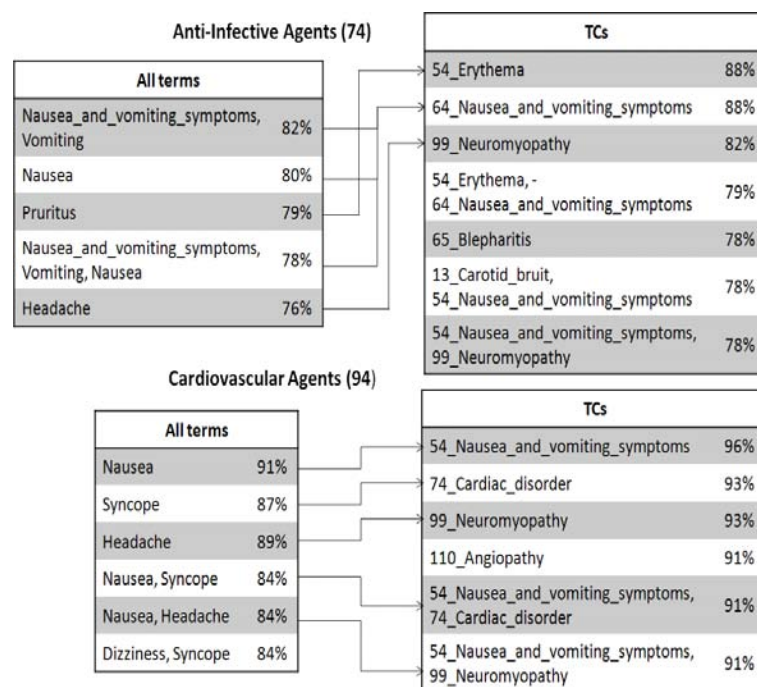 Anti-Infective Agents (74)
All terms
Nausea_and_vomiting_symptoms, Vomiting 82%
Nausea 80%
Pruritus 79%
Nausea_and_vomiting_symptoms, Vomiting, Nausea 78%
Headache 76%
TCs
54_Erythema 88%
64_Nausea_and_vomiting_symptoms 88%
99_Neuromyopathy 82%
54_Erythema, -
64_Nausea_and_vomiting_symptoms 79%
65_Blepharitis 78%
13_Carotid_bruit,
54_Nausea_and_vomiting_symptoms 78%
54_Nausea_and_vomiting_symptoms,
99_Neuromyopathy 78%
Cardiovascular Agents (94)
All terms
Nausea 91%
Syncope 87%
Headache 89%
Nausea, Syncope 84%
Nausea, Headache 84%
Dizziness, Syncope 84%
TCs
54_Nausea_and_vomiting_symptoms 96%
74_Cardiac_disorder 93%
99_Neuromyopathy 93%
110_Angiopathy 91%
54_Nausea_and_vomiting_symptoms,
74_Cardiac_disorder 91%
54_Nausea_and_vomiting_symptoms,
99_Neuromyopathy 91%